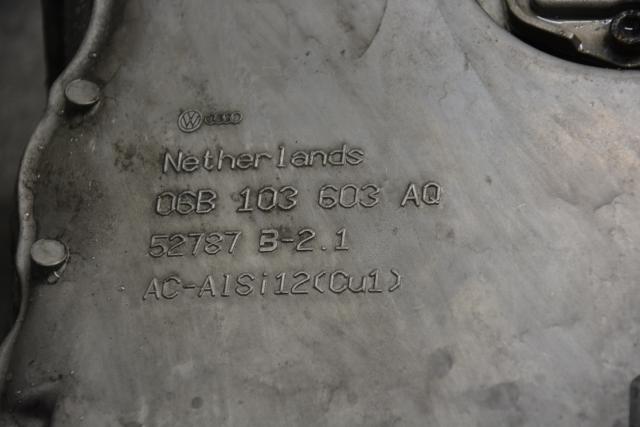 Netherlands
06B 103 603 AQ
52787 B-2.1
AC-AlSi12(Cu1)